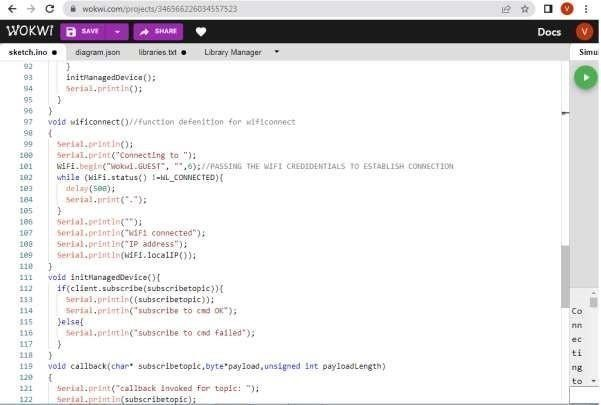 wokwi.com/projects/346566226034557523
V
WOKWI
SAVE
SHARE
Docs
V
sketch.ino
diagram.json
libraries.txt
Library Manager
Simu
92 }
93 initManagedDevice();
94 Serial.println();
95 }
96 }
97 void wificonnect()//function defenition for wificonnect
98 {
99 Serial.println();
100 Serial.print("Connecting to ");
101 WiFi.begin("Wokwi.GUEST", "",6);//PASSING THE WIFI CREDIDENTIALS TO ESTABLISH CONNECTION
102 while (WiFi.status() !=WL_CONNECTED){
103 delay(500);
104 Serial.print(".");
105 }
106 Serial.println("");
107 Serial.println("WiFi connected");
108 Serial.println("IP address");
109 Serial.println(WiFi.localIP());
110 }
111 void initManagedDevice(){
112 if(client.subscribe(subscribetopic)){
113 Serial.println((subscribetopic));
114 Serial.println("subscribe to cmd OK");
115 }else{
116 Serial.println("subscribe to cmd failed");
117 }
118 }
119 void callback(char* subscribetopic,byte*payload,unsigned int payloadLength)
120 {
121 Serial.print("callback invoked for topic: ");
122 Serial.println(subscribetopic);
Co
nn
ec
ti
ng
to